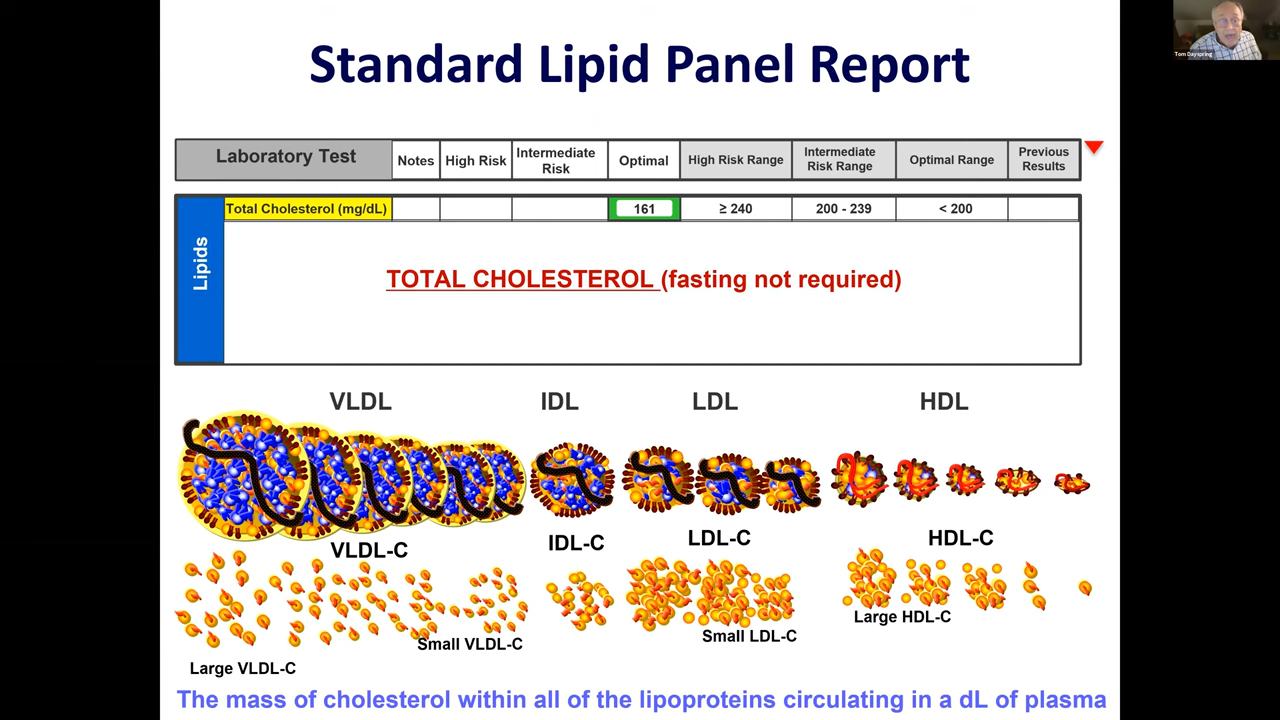 Standard Lipid Panel Report
Tom Dayspring
Laboratory Test Notes High Risk Intermediate Risk Optimal High Risk Range Intermediate Risk Range Optimal Range Previous Results
Lipids
Total Cholesterol (mg/dL) 161 ≥ 240 200 - 239 < 200
TOTAL CHOLESTEROL (fasting not required)
VLDL IDL LDL HDL
VLDL-C IDL-C LDL-C HDL-C
Large VLDL-C Small VLDL-C Small LDL-C Large HDL-C
The mass of cholesterol within all of the lipoproteins circulating in a dL of plasma